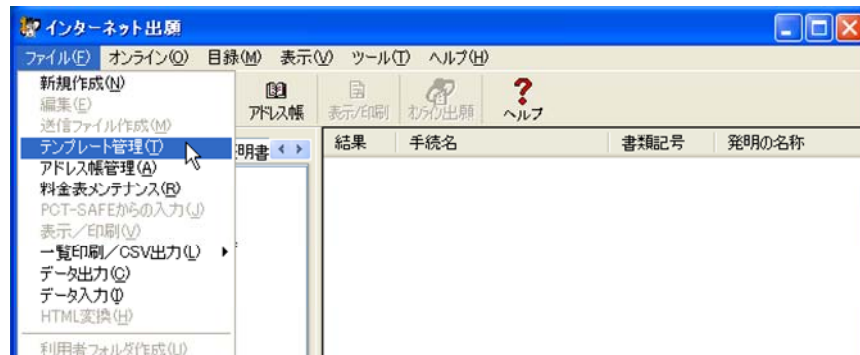 インターネット出願
ファイル(F) オンライン(O) 目録(M) 表示(V) ツール(T) ヘルプ(H)
新規作成(N)
編集(E)
送信ファイル作成(M)
テンプレート管理(T)
アドレス帳管理(A)
料金表メンテナンス(R)
PCT-SAFEからの入力(J)
表示/印刷(V)
一覧印刷/CSV出力(L)
データ出力(C)
データ入力(I)
HTML変換(H)
利用者フォルダ作成(U)
アドレス帳 表示/印刷 オンライン出願 ヘルプ
明書
結果 手続名 書類記号 発明の名称